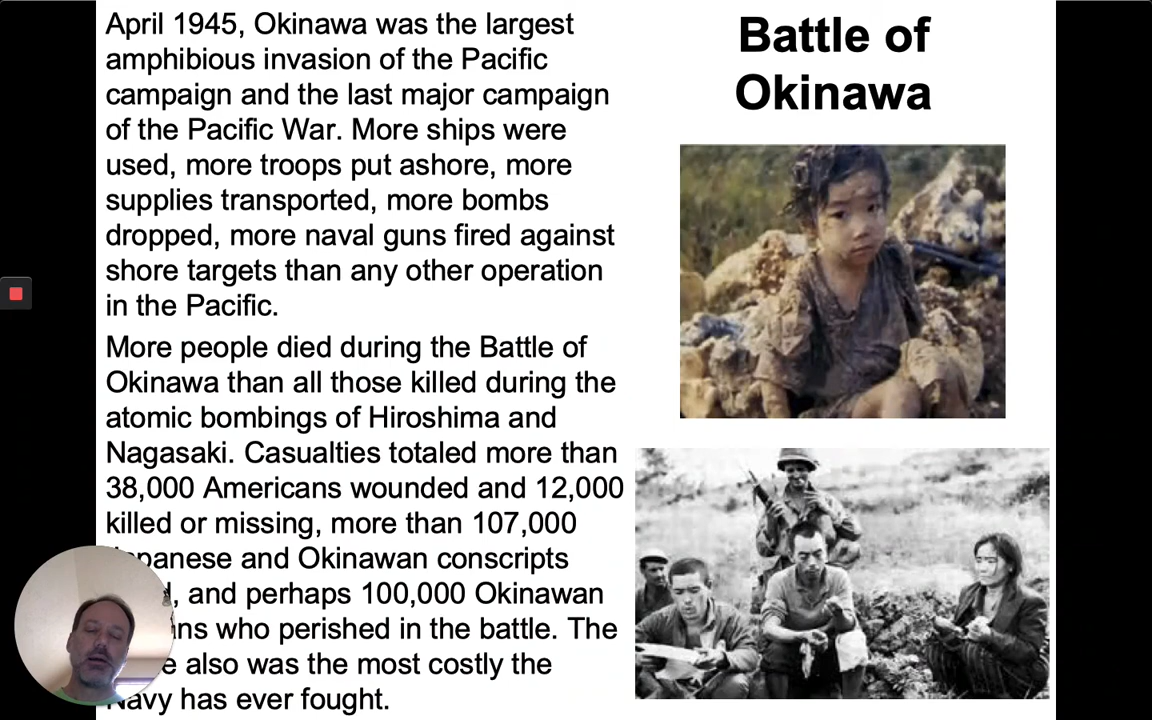 April 1945, Okinawa was the largest
amphibious invasion of the Pacific
campaign and the last major campaign
of the Pacific War. More ships were
used, more troops put ashore, more
supplies transported, more bombs
dropped, more naval guns fired against
shore targets than any other operation
in the Pacific.
More people died during the Battle of
Okinawa than all those killed during the
atomic bombings of Hiroshima and
Nagasaki. Casualties totaled more than
38,000 Americans wounded and 12,000
killed or missing, more than 107,000
Japanese and Okinawan conscripts
and perhaps 100,000 Okinawan
who perished in the battle. The
also was the most costly the
Navy has ever fought.
Battle of
Okinawa